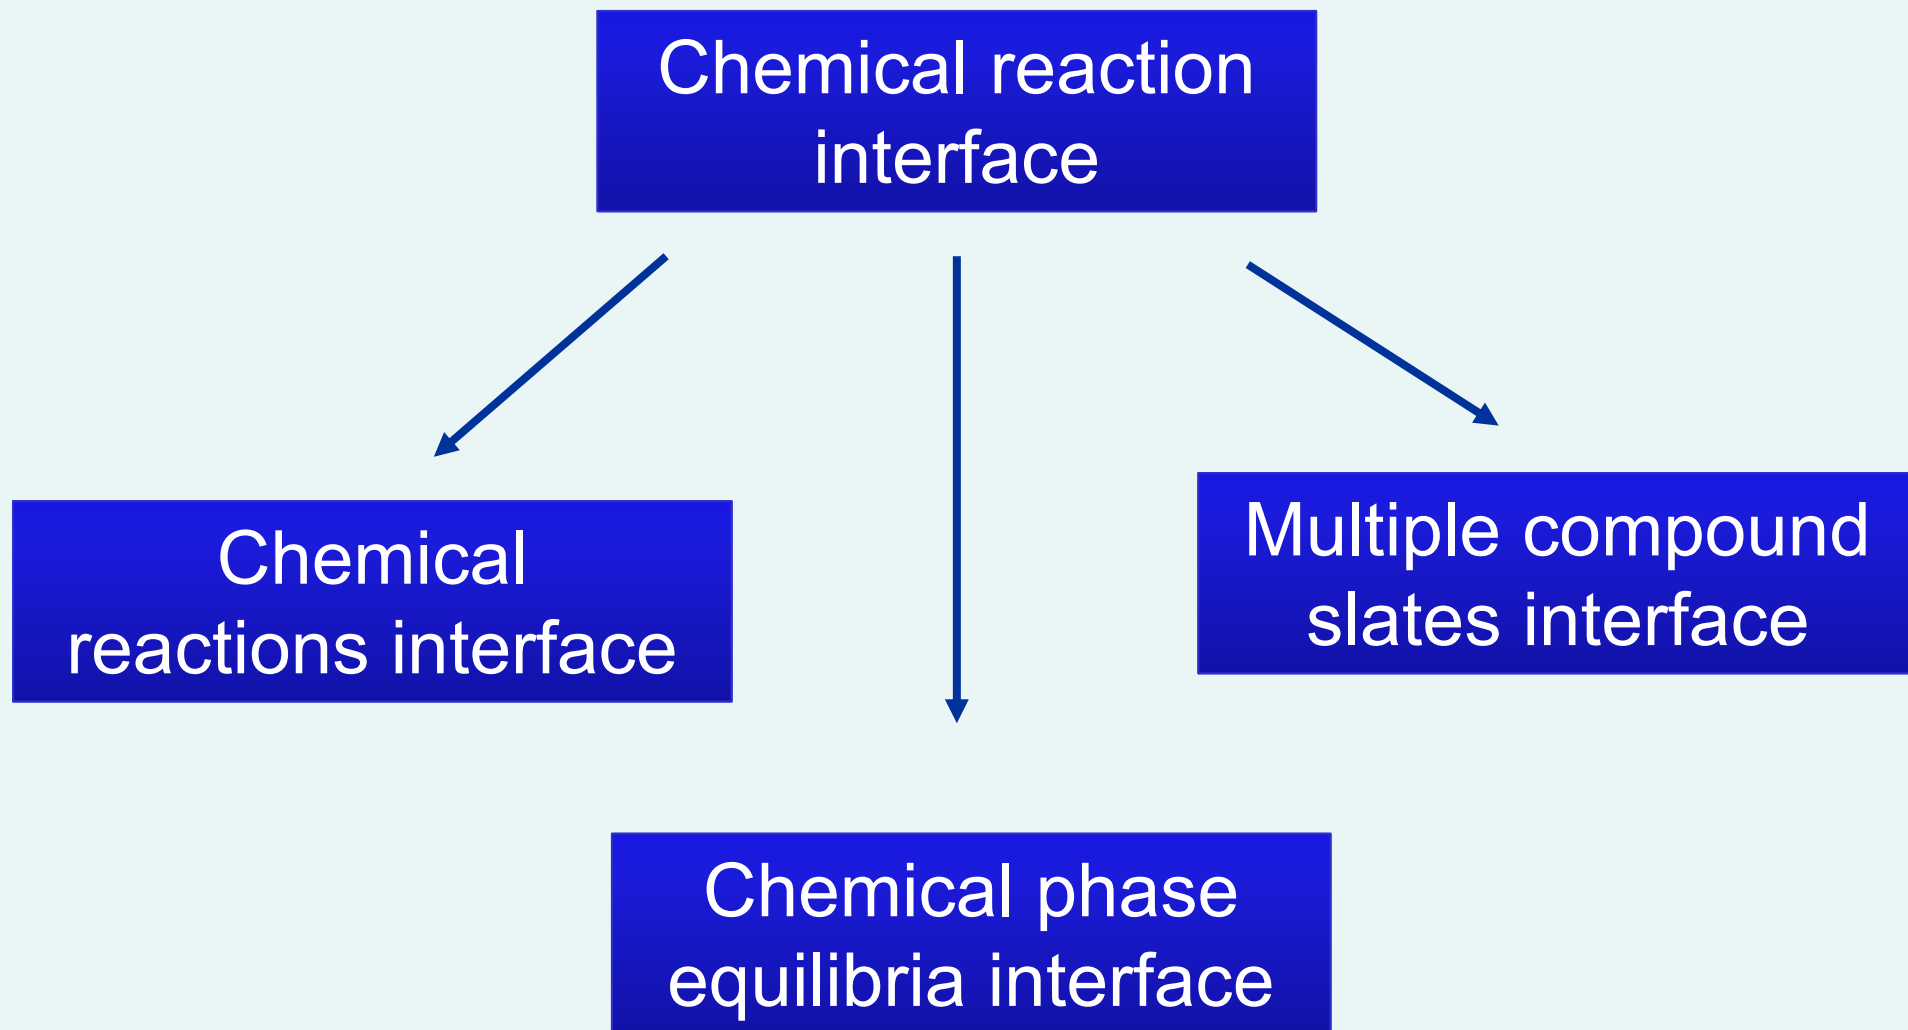 Chemical reaction
interface
Chemical
reactions interface
Multiple compound
slates interface
Chemical phase
equilibria interface